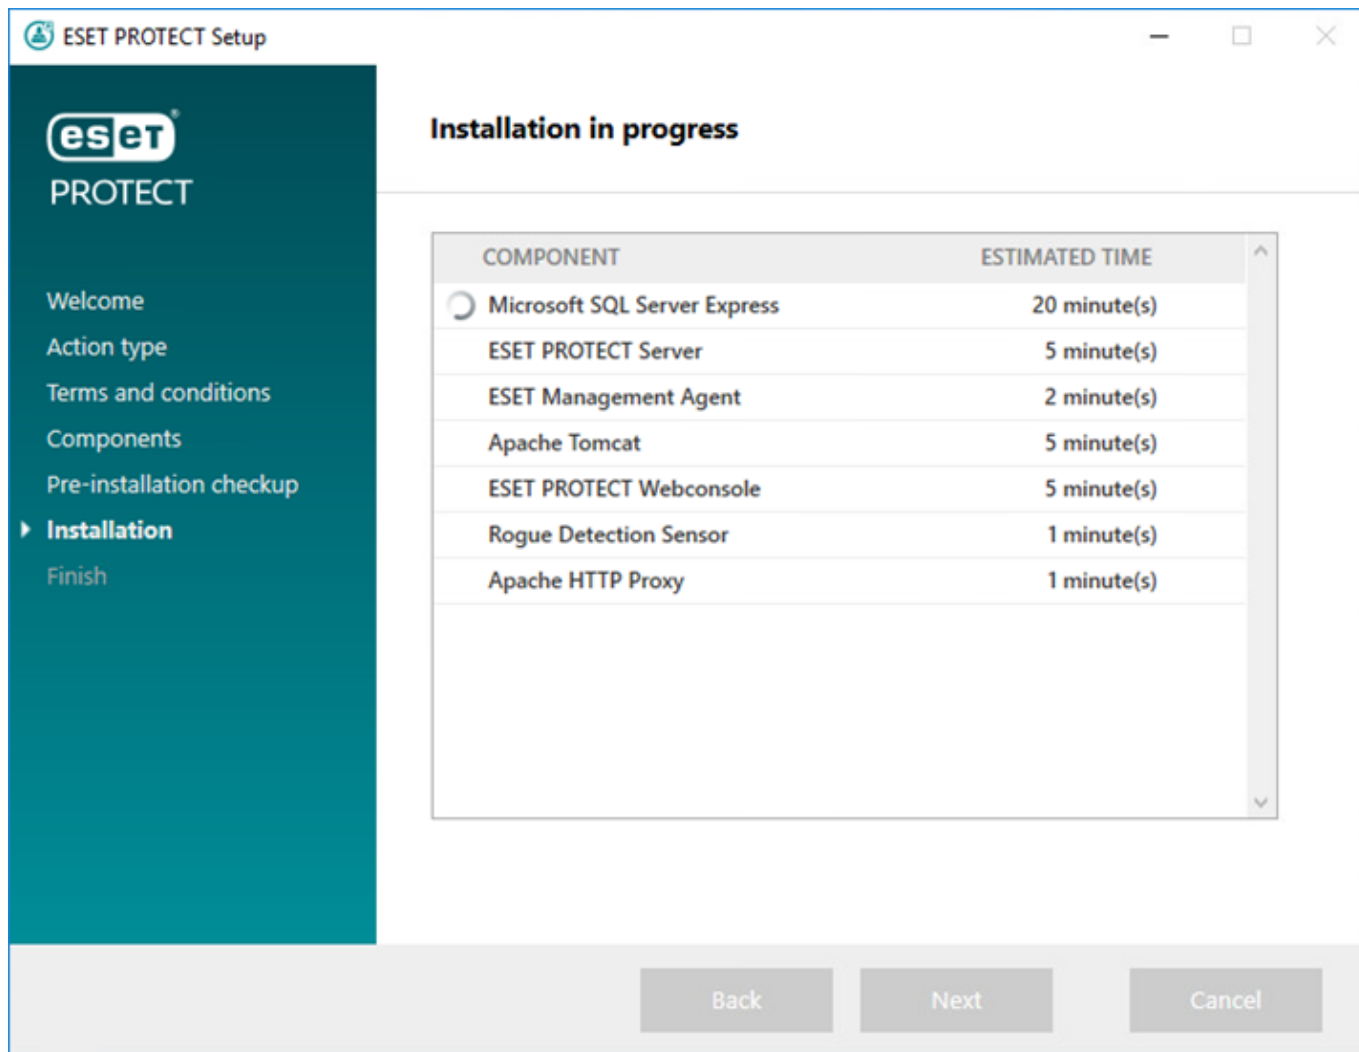 ESET PROTECT Setup
eset®
PROTECT
Welcome
Action type
Terms and conditions
Components
Pre-installation checkup
Installation
Finish
Installation in progress
COMPONENT ESTIMATED TIME
Microsoft SQL Server Express 20 minute(s)
ESET PROTECT Server 5 minute(s)
ESET Management Agent 2 minute(s)
Apache Tomcat 5 minute(s)
ESET PROTECT Webconsole 5 minute(s)
Rogue Detection Sensor 1 minute(s)
Apache HTTP Proxy 1 minute(s)
Back Next Cancel